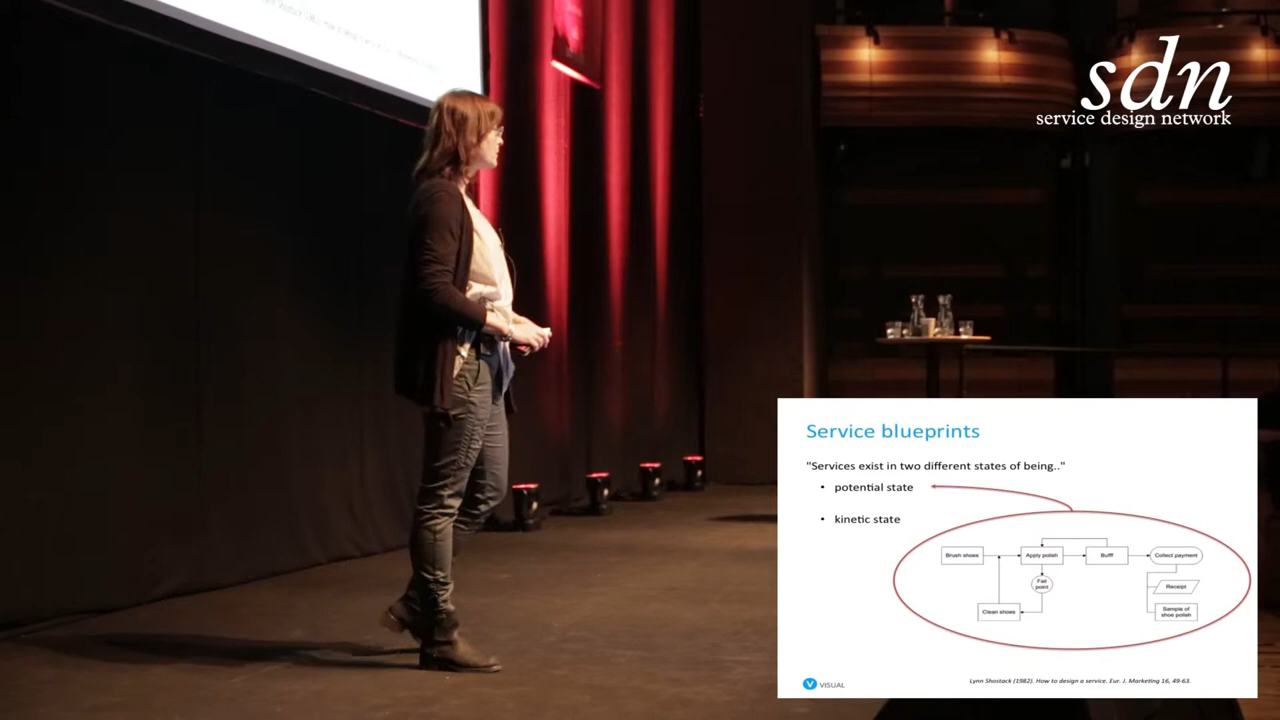 sdn
service design network
Service blueprints
"Services exist in two different states of being.."
• potential state
• kinetic state
Brush shoes
Apply polish
Bufff
Collect payment
Fail
point
Receipt
Clean shoes
Sample of
shoe polish
V VISUAL
Lynn Shostack (1982). How to design a service. Eur. J. Marketing 16, 49-63.